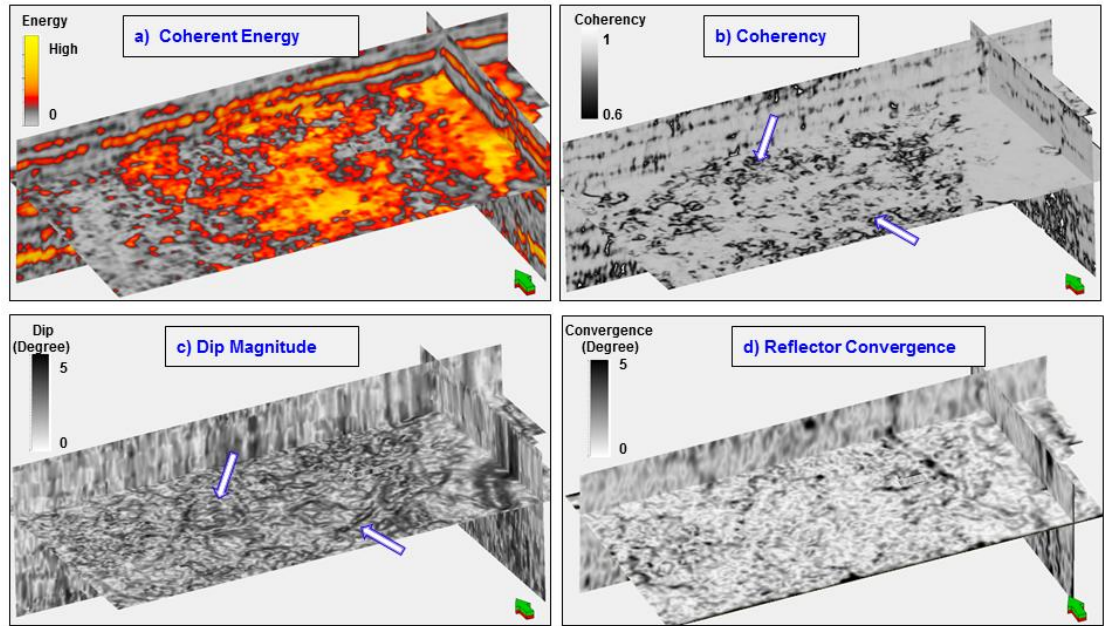 Energy
High
0
a) Coherent Energy
Coherency
1
0.6
b) Coherency
Dip
(Degree)
5
0
c) Dip Magnitude
Convergence
(Degree)
5
0
d) Reflector Convergence